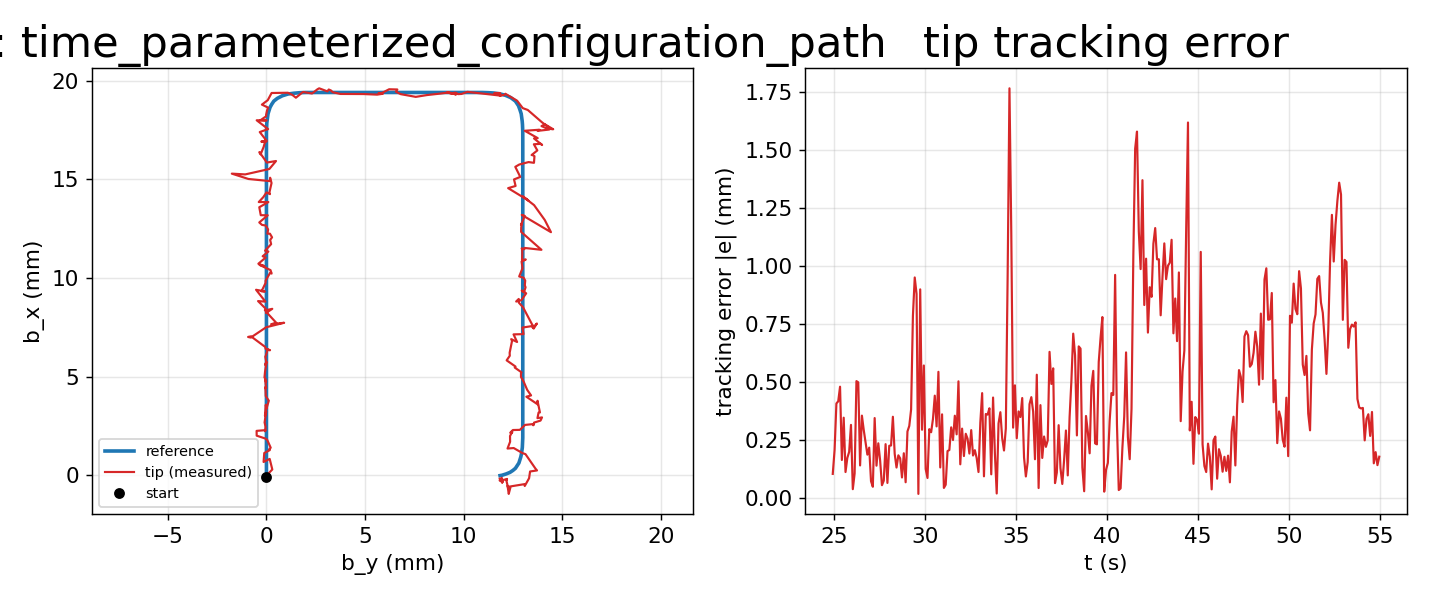 : time_parameterized_configuration_path
tip tracking error
20
15
10
5
0
b_x (mm)
reference
tip (measured)
start
−5
0
5
10
15
20
b_y (mm)
1.75
1.50
1.25
1.00
0.75
0.50
0.25
0.00
tracking error |e| (mm)
25
30
35
40
45
50
55
t (s)